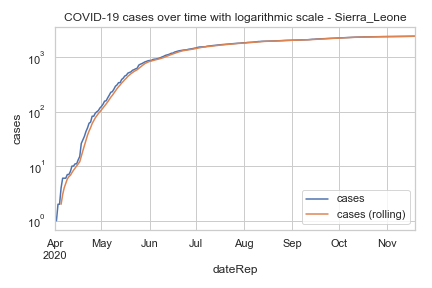 COVID-19 cases over time with logarithmic scale - Sierra_Leone
cases
10³
10²
10¹
10⁰
cases
cases (rolling)
Apr May Jun Jul Aug Sep Oct Nov
2020
dateRep